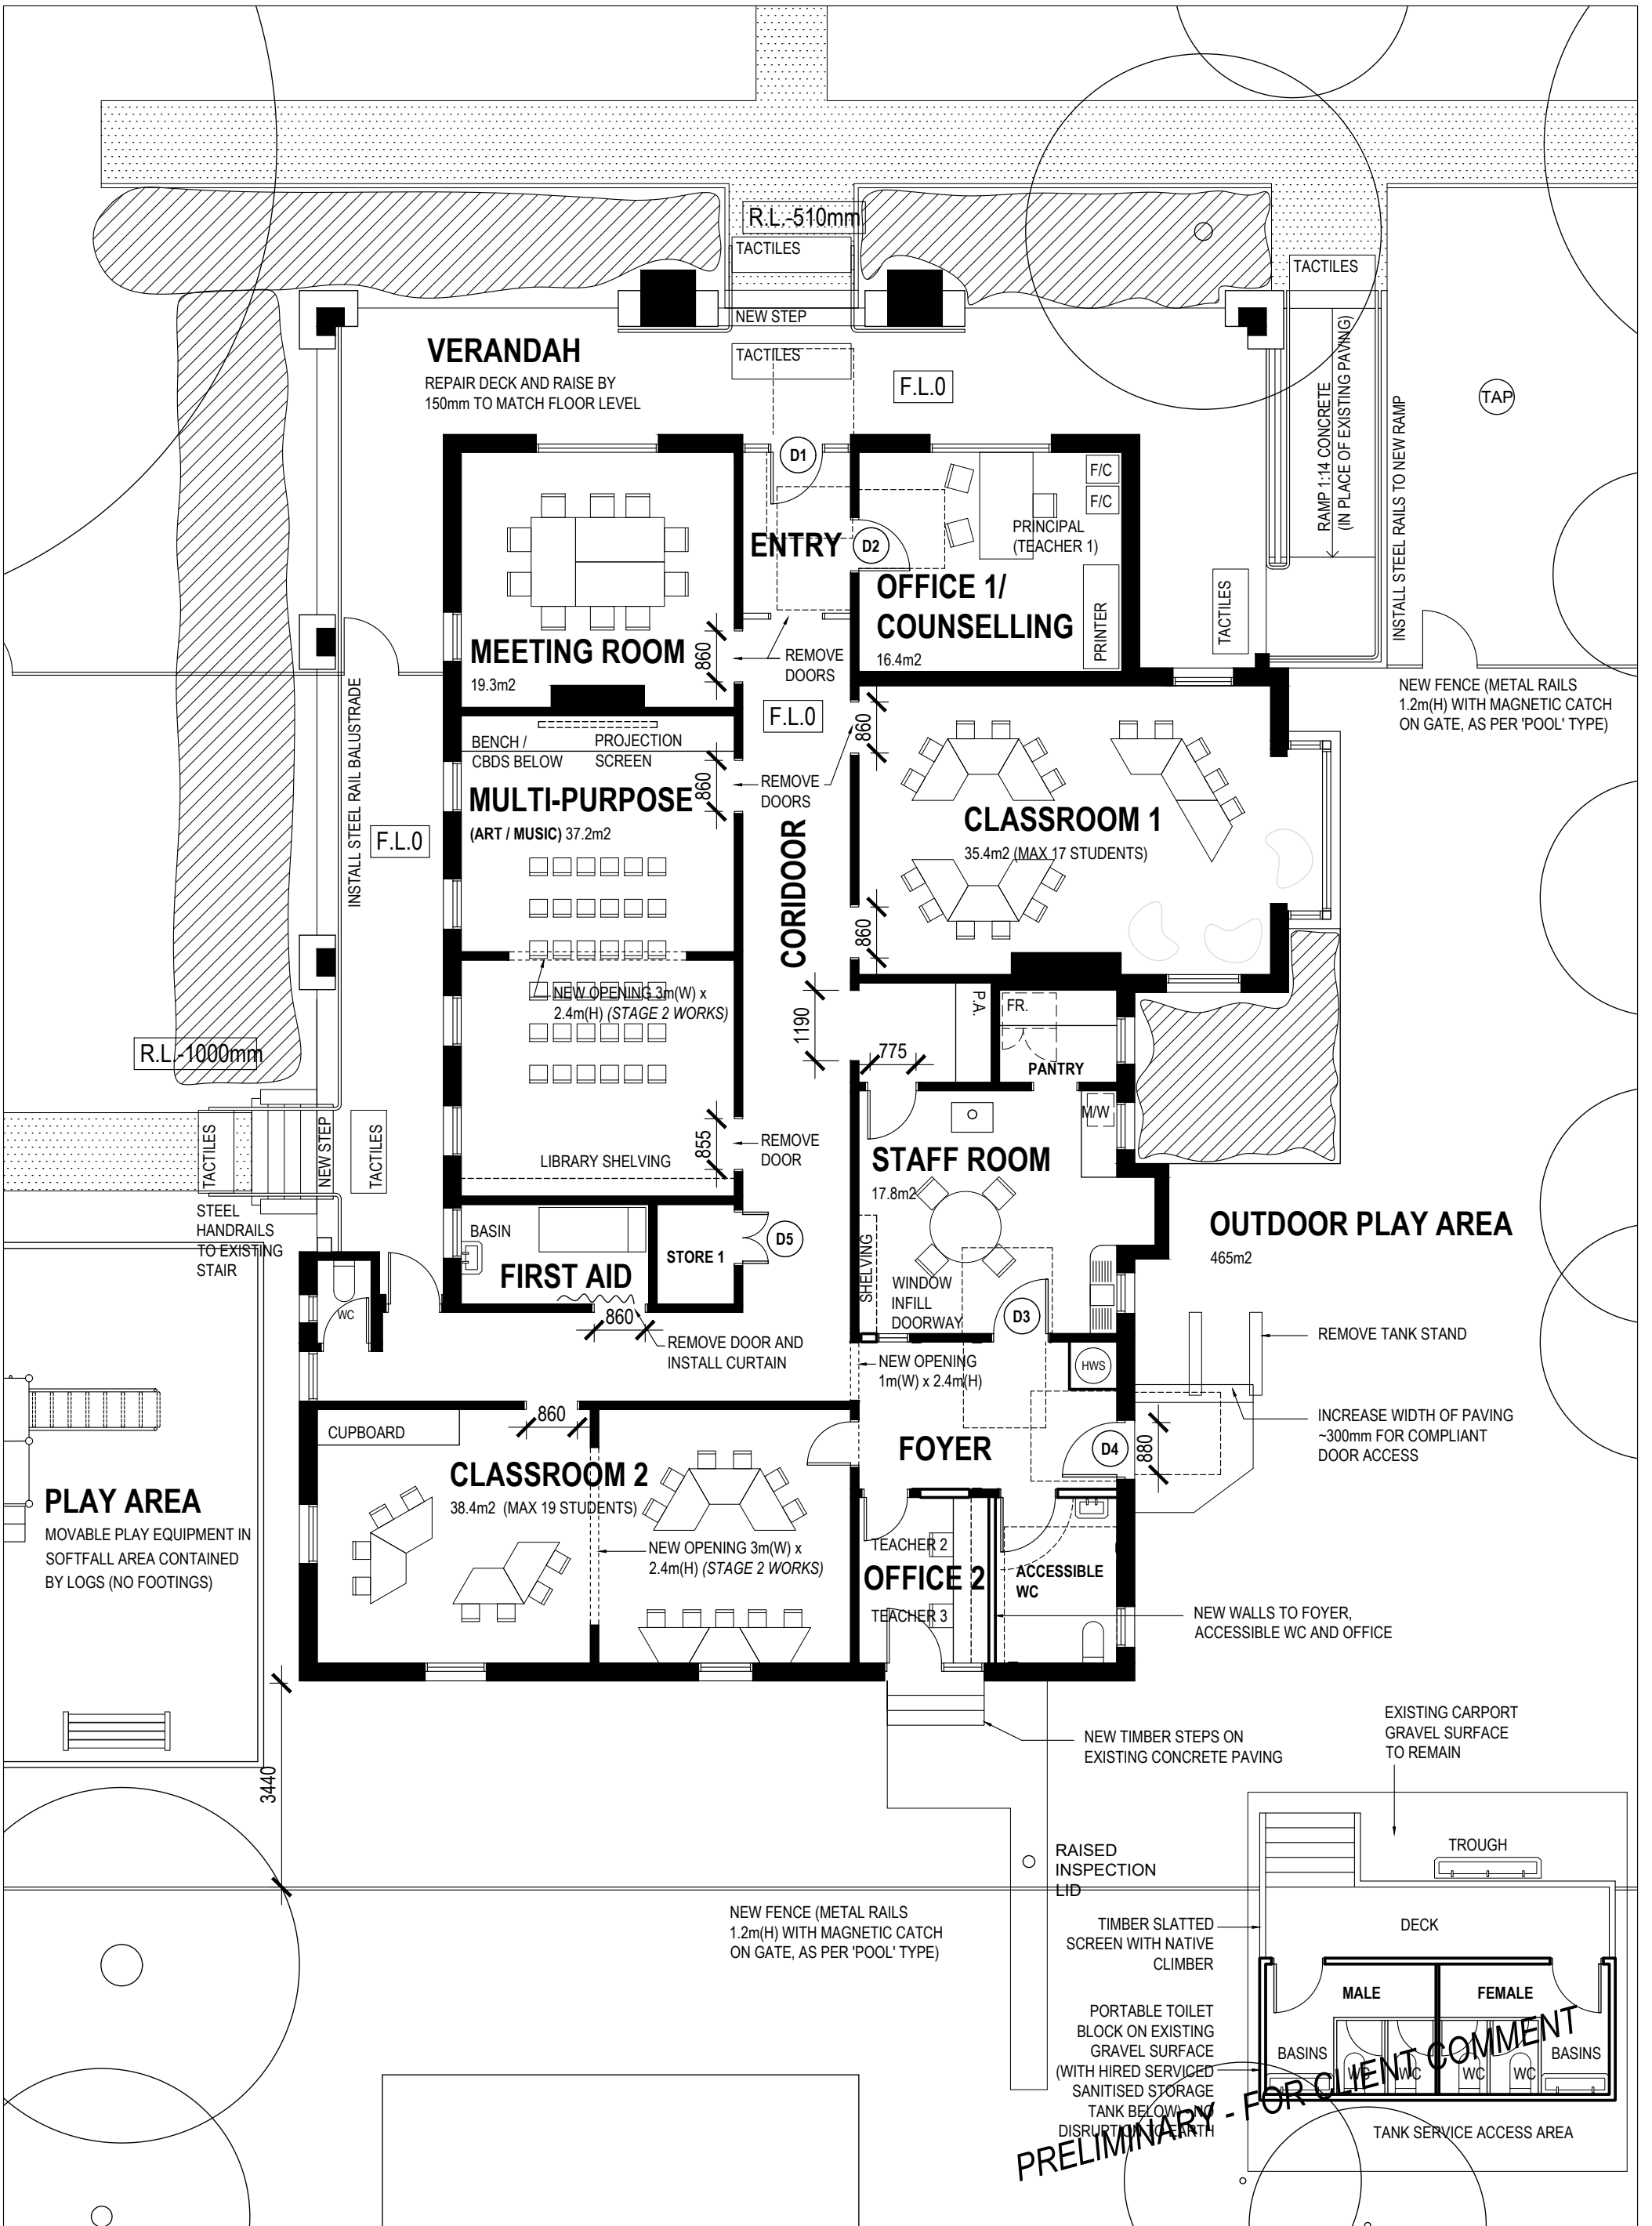 R.L.-510mm
TACTILES
TACTILES
NEW STEP
TACTILES
VERANDAH
REPAIR DECK AND RAISE BY
150mm TO MATCH FLOOR LEVEL
F.L.0
RAMP 1:14 CONCRETE
(IN PLACE OF EXISTING PAVING)
INSTALL STEEL RAILS TO NEW RAMP
TAP
D1
F/C
F/C
PRINCIPAL
(TEACHER 1)
ENTRY
D2
OFFICE 1/
COUNSELLING
16.4m2
PRINTER
TACTILES
MEETING ROOM
19.3m2
860
REMOVE
DOORS
NEW FENCE (METAL RAILS
1.2m(H) WITH MAGNETIC CATCH
ON GATE, AS PER 'POOL' TYPE)
INSTALL STEEL RAIL BALUSTRADE
F.L.0
F.L.0
BENCH /
CBDS BELOW
PROJECTION
SCREEN
860
860
REMOVE
DOORS
MULTI-PURPOSE
(ART / MUSIC) 37.2m2
CORIDOOR
CLASSROOM 1
35.4m2 (MAX 17 STUDENTS)
860
NEW OPENING 3m(W) x
2.4m(H) (STAGE 2 WORKS)
1190
775
P.A.
FR.
PANTRY
M/W
R.L.-1000mm
TACTILES
NEW STEP
TACTILES
STEEL
HANDRAILS
TO EXISTING
STAIR
LIBRARY SHELVING
855
REMOVE
DOOR
STAFF ROOM
17.8m2
SHELVING
WINDOW
INFILL
DOORWAY
D3
OUTDOOR PLAY AREA
465m2
BASIN
FIRST AID
STORE 1
D5
WC
860
REMOVE DOOR AND
INSTALL CURTAIN
NEW OPENING
1m(W) x 2.4m(H)
HWS
REMOVE TANK STAND
INCREASE WIDTH OF PAVING
~300mm FOR COMPLIANT
DOOR ACCESS
CUPBOARD
860
FOYER
D4
880
CLASSROOM 2
38.4m2 (MAX 19 STUDENTS)
NEW OPENING 3m(W) x
2.4m(H) (STAGE 2 WORKS)
PLAY AREA
MOVABLE PLAY EQUIPMENT IN
SOFTFALL AREA CONTAINED
BY LOGS (NO FOOTINGS)
TEACHER 2
OFFICE 2
TEACHER 3
ACCESSIBLE
WC
NEW WALLS TO FOYER,
ACCESSIBLE WC AND OFFICE
NEW TIMBER STEPS ON
EXISTING CONCRETE PAVING
3440
EXISTING CARPORT
GRAVEL SURFACE
TO REMAIN
TROUGH
RAISED
INSPECTION
LID
NEW FENCE (METAL RAILS
1.2m(H) WITH MAGNETIC CATCH
ON GATE, AS PER 'POOL' TYPE)
TIMBER SLATTED
SCREEN WITH NATIVE
CLIMBER
DECK
MALE
FEMALE
PORTABLE TOILET
BLOCK ON EXISTING
GRAVEL SURFACE
(WITH HIRED SERVICED
SANITISED STORAGE
TANK BELOW) - NO
DISRUPTION TO EARTH
BASINS
WC
WC
WC
WC
BASINS
TANK SERVICE ACCESS AREA
PRELIMINARY - FOR CLIENT COMMENT